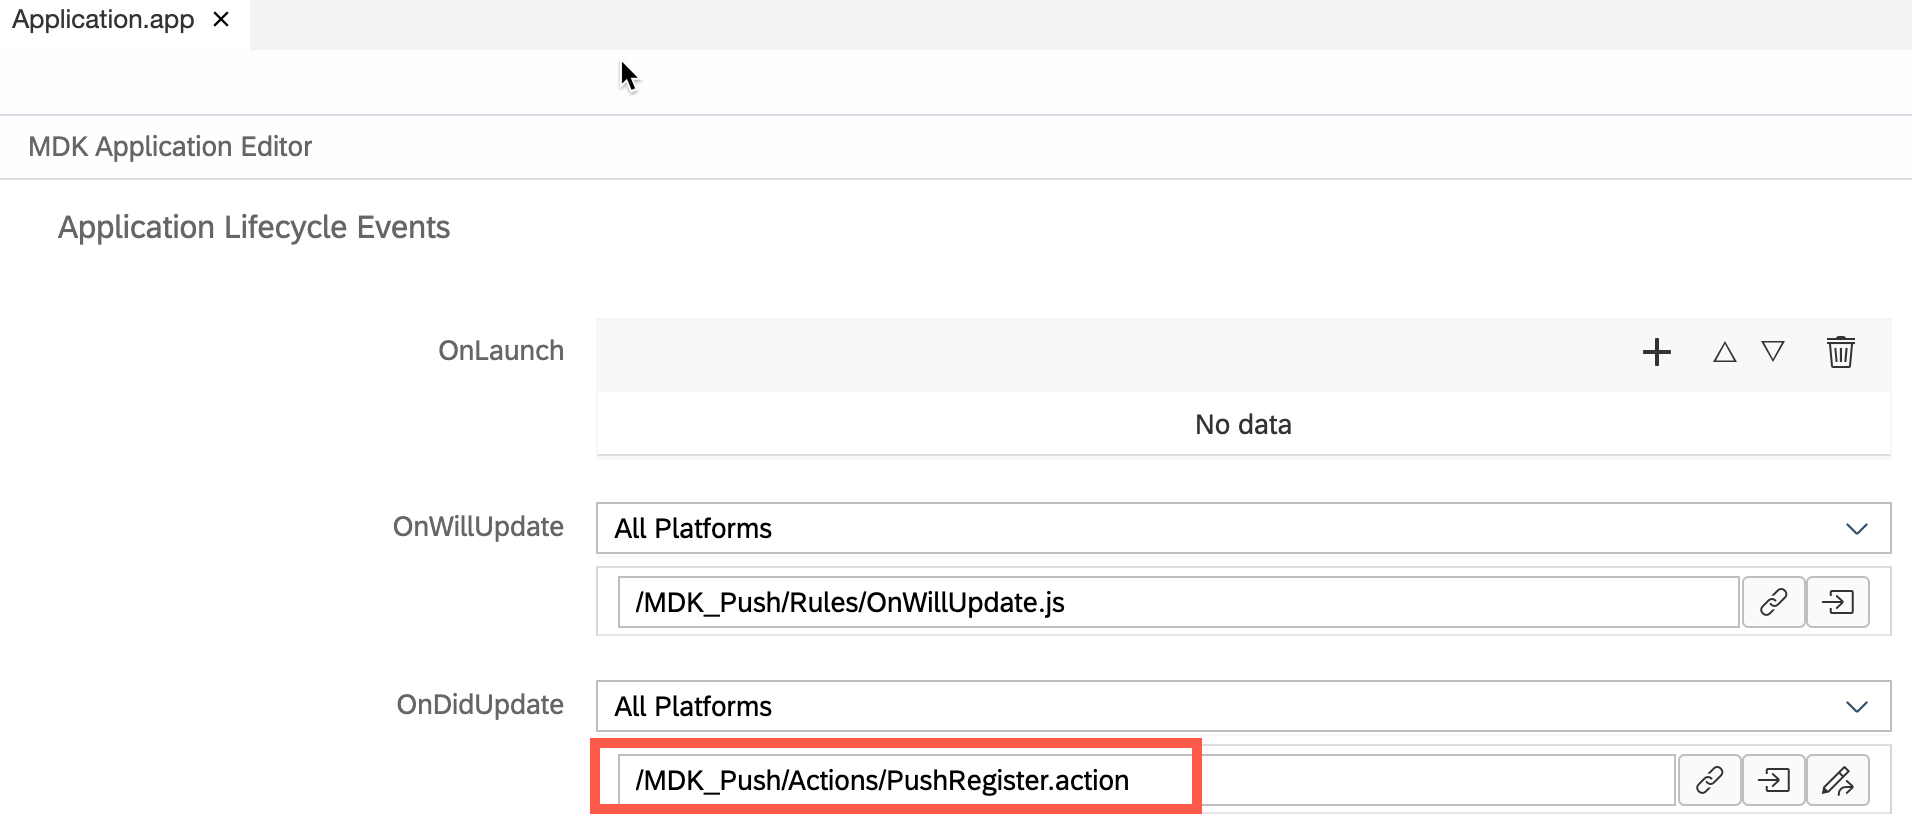 Application.app
MDK Application Editor
Application Lifecycle Events
OnLaunch
No data
OnWillUpdate
All Platforms
/MDK_Push/Rules/OnWillUpdate.js
OnDidUpdate
All Platforms
/MDK_Push/Actions/PushRegister.action